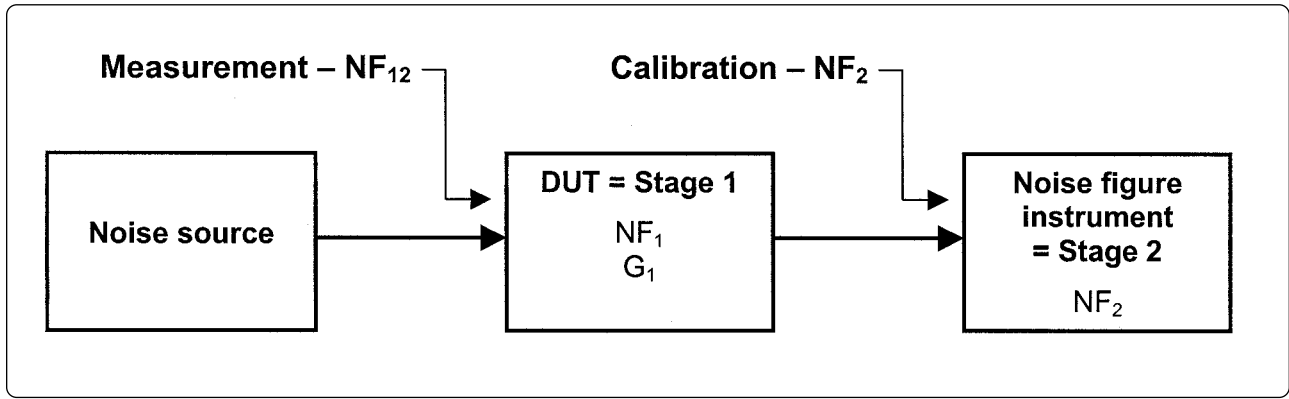 Measurement – NF₁₂
Calibration – NF₂
Noise source
DUT = Stage 1
NF₁
G₁
Noise figure
instrument
= Stage 2
NF₂